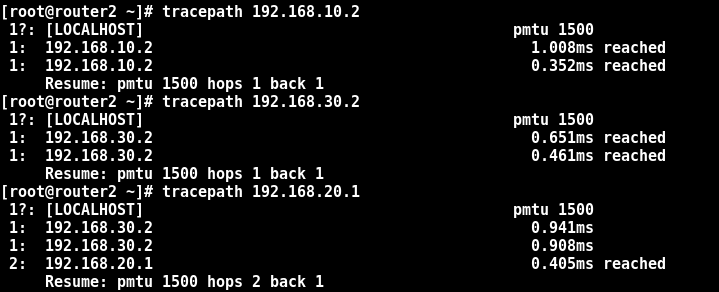 [root@router2 ~]# tracepath 192.168.10.2
 1?: [LOCALHOST]                                         pmtu 1500
 1:  192.168.10.2                                          1.008ms reached
 1:  192.168.10.2                                          0.352ms reached
     Resume: pmtu 1500 hops 1 back 1
[root@router2 ~]# tracepath 192.168.30.2
 1?: [LOCALHOST]                                         pmtu 1500
 1:  192.168.30.2                                          0.651ms reached
 1:  192.168.30.2                                          0.461ms reached
     Resume: pmtu 1500 hops 1 back 1
[root@router2 ~]# tracepath 192.168.20.1
 1?: [LOCALHOST]                                         pmtu 1500
 1:  192.168.30.2                                          0.941ms
 1:  192.168.30.2                                          0.908ms
 2:  192.168.20.1                                          0.405ms reached
     Resume: pmtu 1500 hops 2 back 1